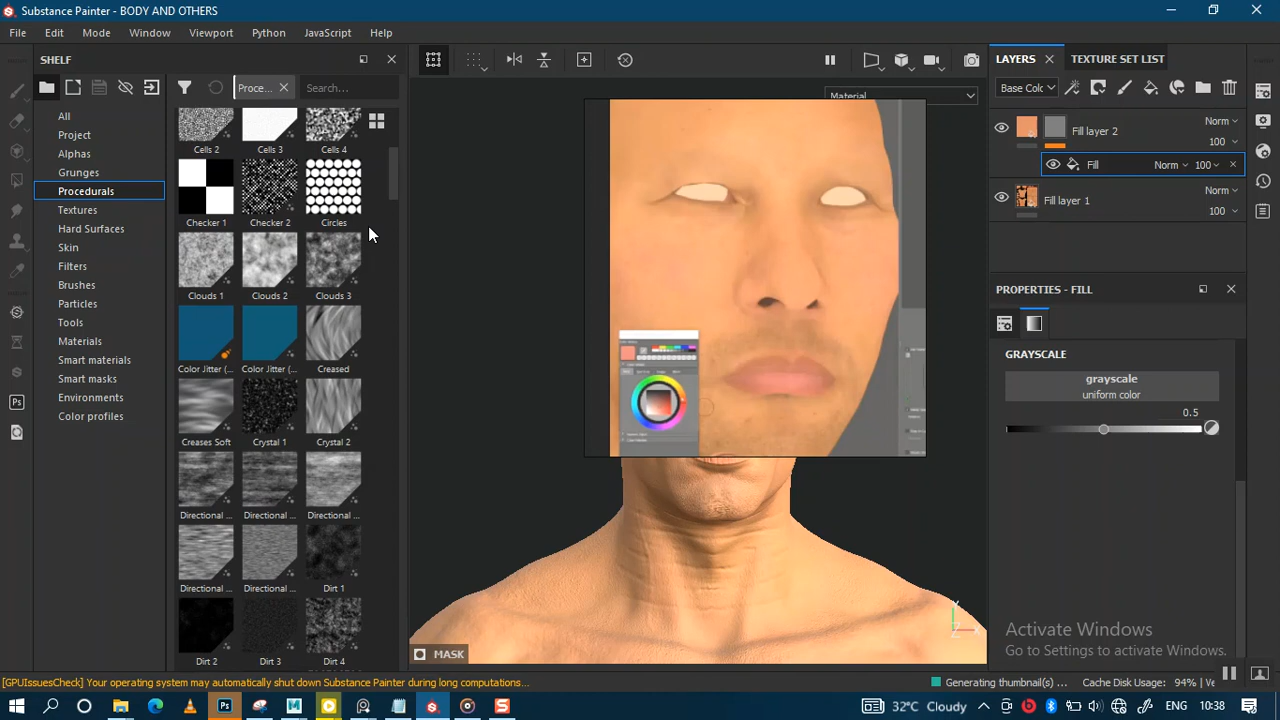 Substance Painter - BODY AND OTHERS
File Edit Mode Window Viewport Python JavaScript Help
SHELF
LAYERS
TEXTURE SET LIST
Proce...
Search...
Material
Base Colo
All
Project
Alphas
Grunges
Procedurals
Textures
Hard Surfaces
Skin
Filters
Brushes
Particles
Tools
Materials
Smart materials
Smart masks
Environments
Color profiles
Cells 2 Cells 3 Cells 4
Checker 1 Checker 2 Circles
Clouds 1 Clouds 2 Clouds 3
Color Jitter (... Color Jitter (... Creased
Creases Soft Crystal 1 Crystal 2
Directional ... Directional ... Directional ...
Directional ... Directional ... Dirt 1
Dirt 2 Dirt 3 Dirt 4
Fill layer 2
Norm
100
Fill
Norm 100
Fill layer 1
Norm
100
PROPERTIES - FILL
GRAYSCALE
grayscale
uniform color
0.5
MASK
Y
Z
Activate Windows
Go to Settings to activate Windows.
[GPUIssuesCheck] Your operating system may automatically shut down Substance Painter during long computations...
Generating thumbnail(s) ...
Cache Disk Usage: 94% | Ve
Ps
Ps
32°C Cloudy
ENG
18:38